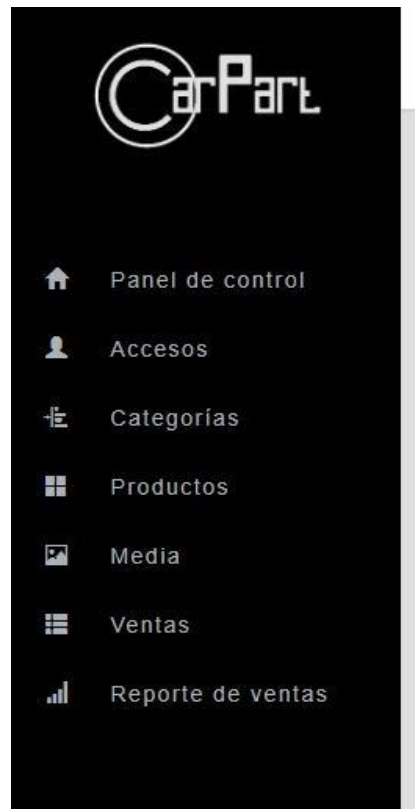 CarPart
Panel de control
Accesos
Categorías
Productos
Media
Ventas
Reporte de ventas